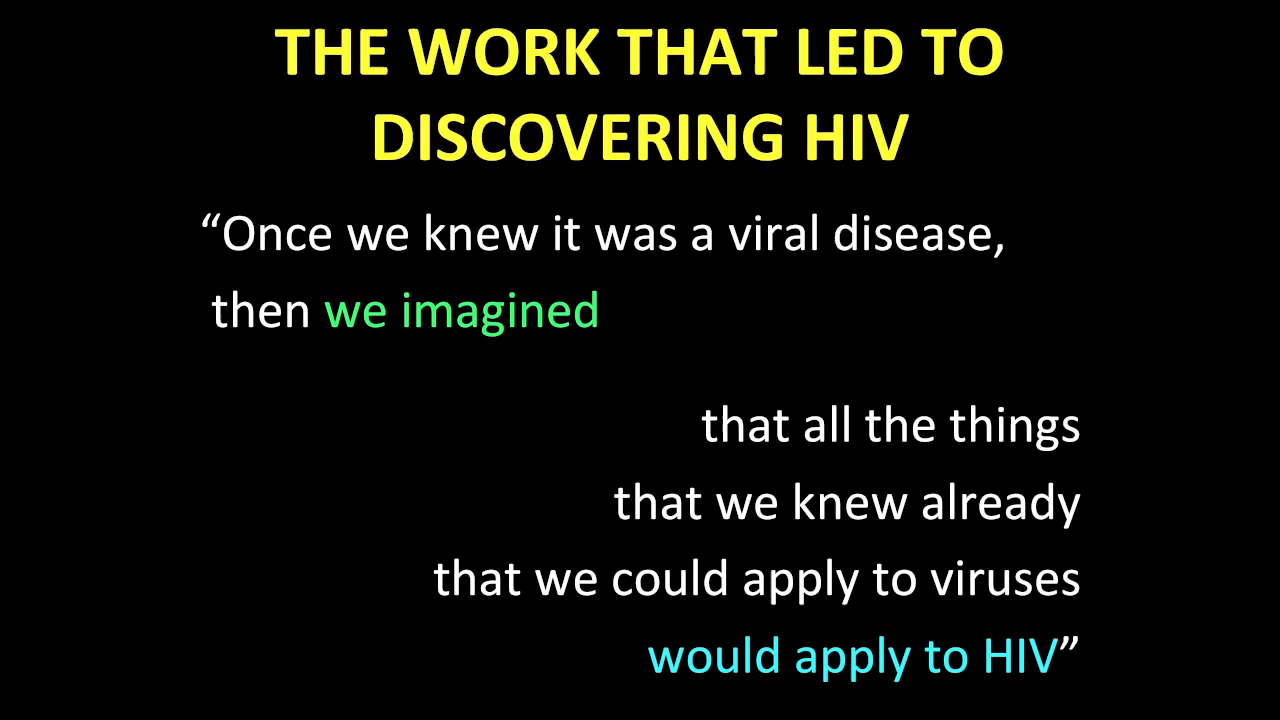 THE WORK THAT LED TO
DISCOVERING HIV
“Once we knew it was a viral disease,
then we imagined
that all the things
that we knew already
that we could apply to viruses
would apply to HIV”